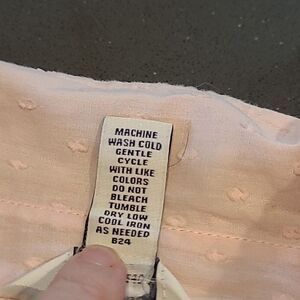 MACHINE
WASH COLD
GENTLE
CYCLE
WITH LIKE
COLORS
DO NOT
BLEACH
TUMBLE
DRY LOW
COOL IRON
AS NEEDED
B24